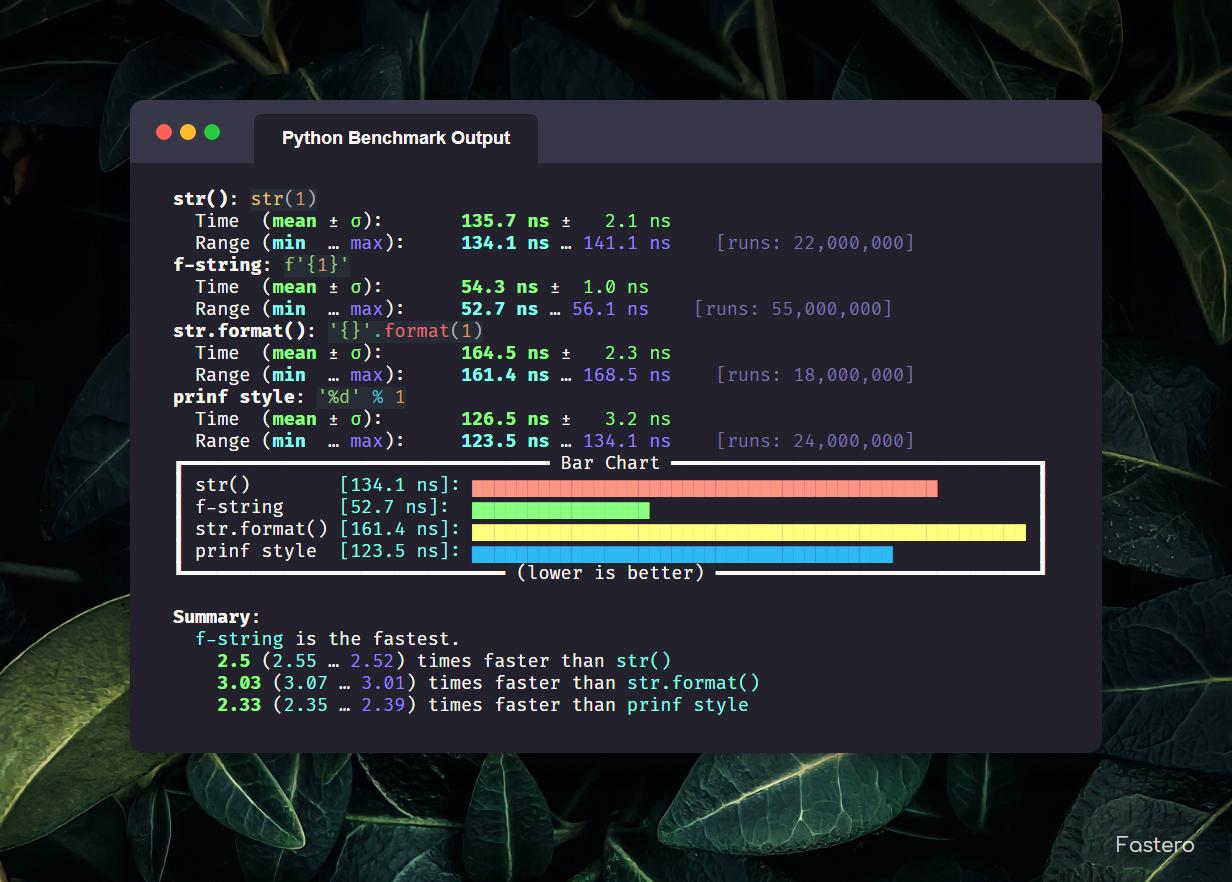 Python Benchmark Output
str(): str(1)
Time (mean ± σ): 135.7 ns ± 2.1 ns
Range (min … max): 134.1 ns … 141.1 ns [runs: 22,000,000]
f-string: f'{1}'
Time (mean ± σ): 54.3 ns ± 1.0 ns
Range (min … max): 52.7 ns … 56.1 ns [runs: 55,000,000]
str.format(): '{}'.format(1)
Time (mean ± σ): 164.5 ns ± 2.3 ns
Range (min … max): 161.4 ns … 168.5 ns [runs: 18,000,000]
prinf style: '%d' % 1
Time (mean ± σ): 126.5 ns ± 3.2 ns
Range (min … max): 123.5 ns … 134.1 ns [runs: 24,000,000]
Bar Chart
str() [134.1 ns]:
f-string [52.7 ns]:
str.format() [161.4 ns]:
prinf style [123.5 ns]:
(lower is better)
Summary:
f-string is the fastest.
2.5 (2.55 … 2.52) times faster than str()
3.03 (3.07 … 3.01) times faster than str.format()
2.33 (2.35 … 2.39) times faster than prinf style
Fastero